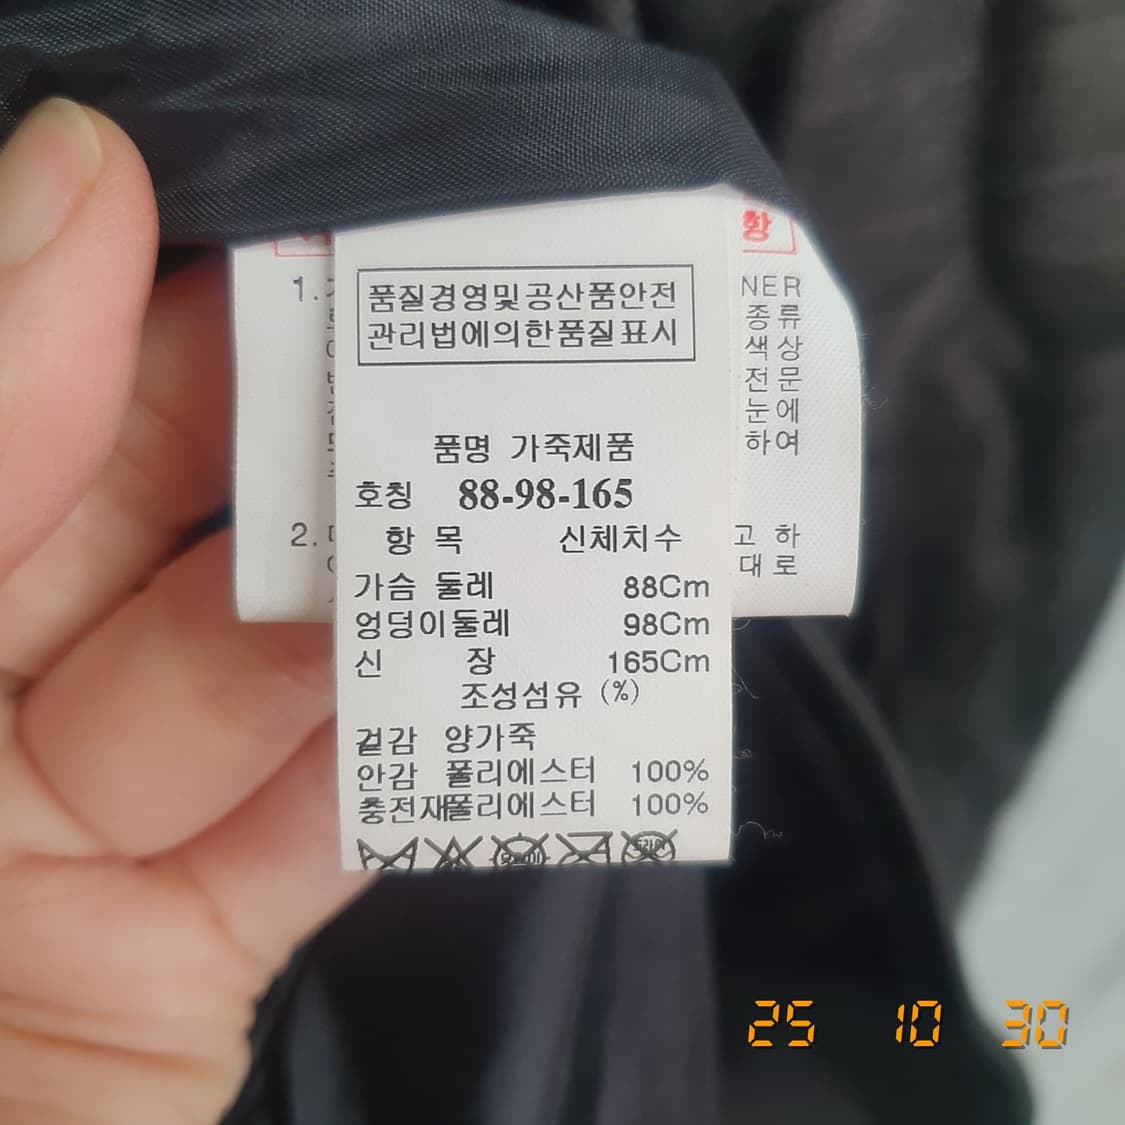 품질경영및공산품안전
관리법에의한품질표시
품명 가죽제품
호칭 88-98-165
항 목 신체치수
가슴 둘레 88Cm
엉덩이둘레 98Cm
신 장 165Cm
조성섬유 (%)
겉감 양가죽
안감 폴리에스터 100%
충전재폴리에스터 100%
드라이
1.
2.
항
NER
종류
색상
전문
눈에
하여
고 하
대로
25 10 30